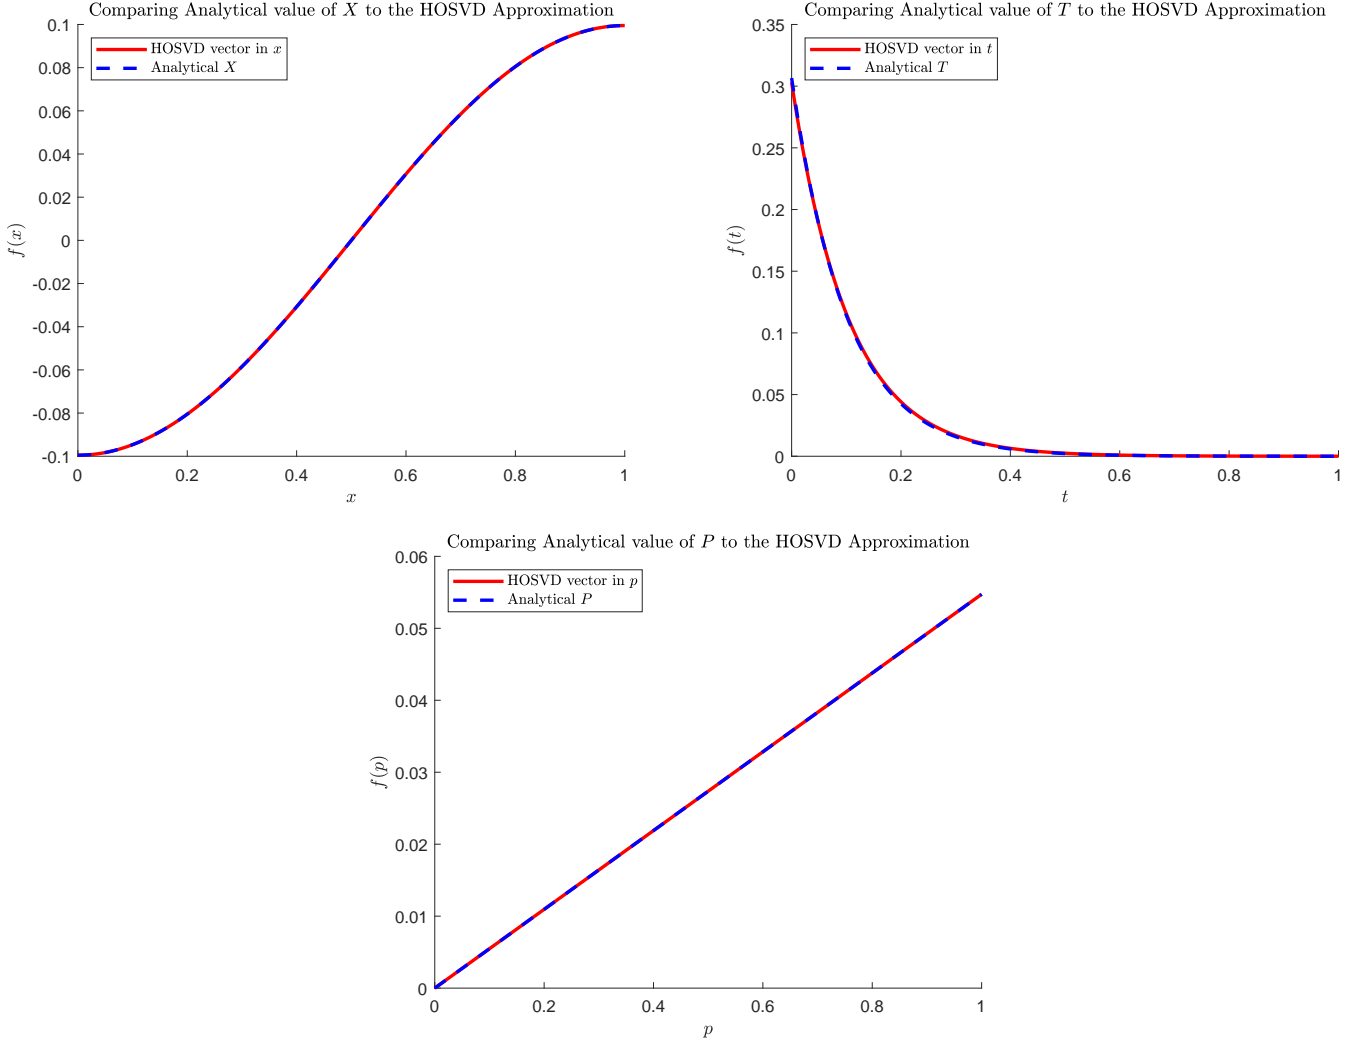 Comparing Analytical value of X to the HOSVD Approximation
HOSVD vector in x
Analytical X
0.1
0.08
0.06
0.04
0.02
0
-0.02
-0.04
-0.06
-0.08
-0.1
f(x)
0 0.2 0.4 0.6 0.8 1
x
Comparing Analytical value of T to the HOSVD Approximation
HOSVD vector in t
Analytical T
0.35
0.3
0.25
0.2
0.15
0.1
0.05
0
f(t)
0 0.2 0.4 0.6 0.8 1
t
Comparing Analytical value of P to the HOSVD Approximation
HOSVD vector in p
Analytical P
0.06
0.05
0.04
0.03
0.02
0.01
0
f(p)
0 0.2 0.4 0.6 0.8 1
p